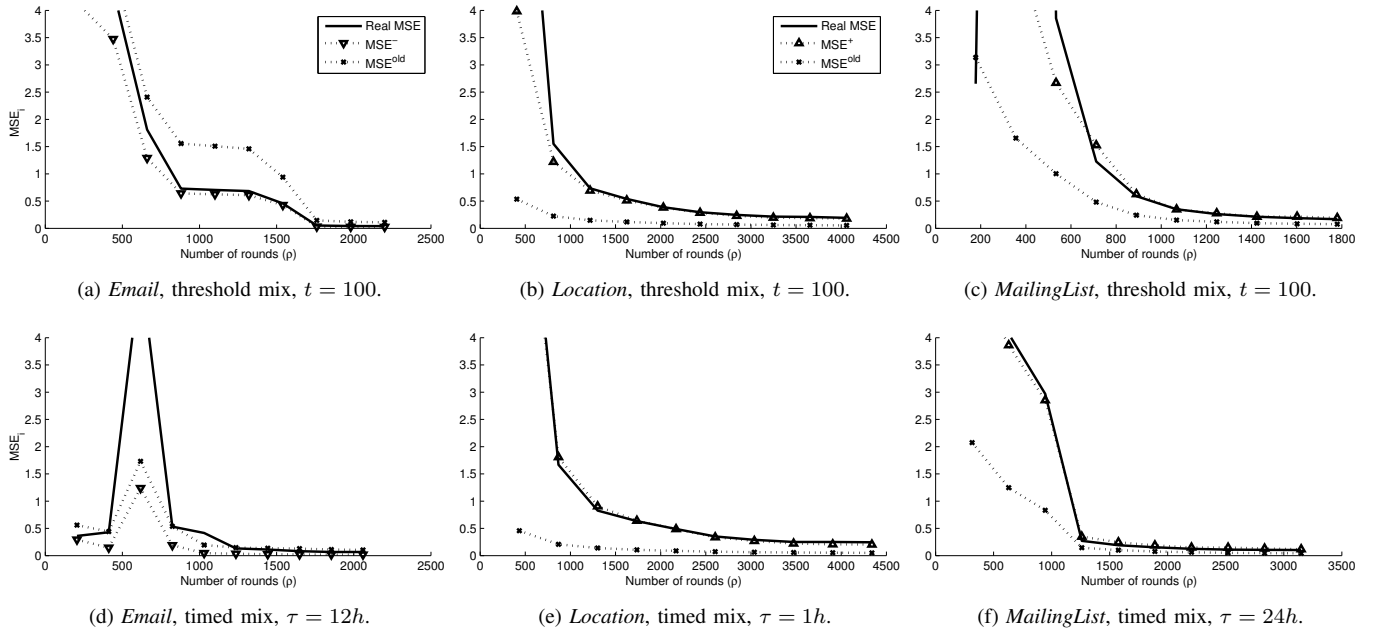 4
3.5
3
2.5
2
1.5
1
0.5
0
MSE_i
0 500 1000 1500 2000 2500
Number of rounds (ρ)
Real MSE
MSE⁻
MSE^old
(a) Email, threshold mix, t = 100.
4
3.5
3
2.5
2
1.5
1
0.5
0
0 500 1000 1500 2000 2500 3000 3500 4000 4500
Number of rounds (ρ)
Real MSE
MSE⁺
MSE^old
(b) Location, threshold mix, t = 100.
4
3.5
3
2.5
2
1.5
1
0.5
0
0 200 400 600 800 1000 1200 1400 1600 1800
Number of rounds (ρ)
(c) MailingList, threshold mix, t = 100.
4
3.5
3
2.5
2
1.5
1
0.5
0
MSE_i
0 500 1000 1500 2000 2500
Number of rounds (ρ)
(d) Email, timed mix, τ = 12h.
4
3.5
3
2.5
2
1.5
1
0.5
0
0 500 1000 1500 2000 2500 3000 3500 4000 4500
Number of rounds (ρ)
(e) Location, timed mix, τ = 1h.
4
3.5
3
2.5
2
1.5
1
0.5
0
0 500 1000 1500 2000 2500 3000 3500
Number of rounds (ρ)
(f) MailingList, timed mix, τ = 24h.